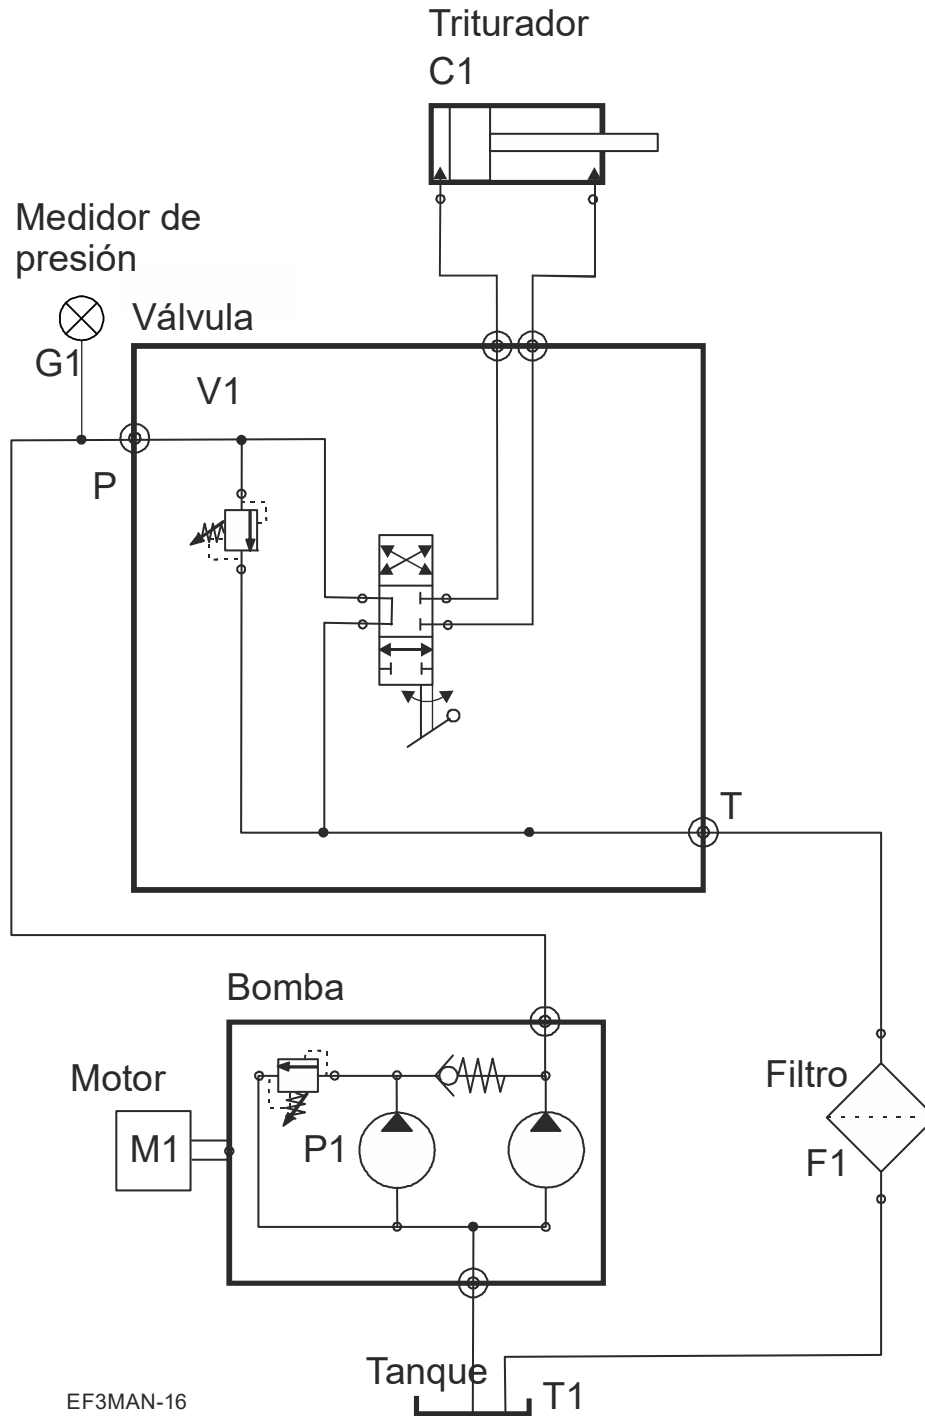 Triturador
C1
Medidor de
presión
Válvula
G1
V1
P
T
Bomba
Motor
Filtro
M1
P1
F1
Tanque
T1
EF3MAN-16